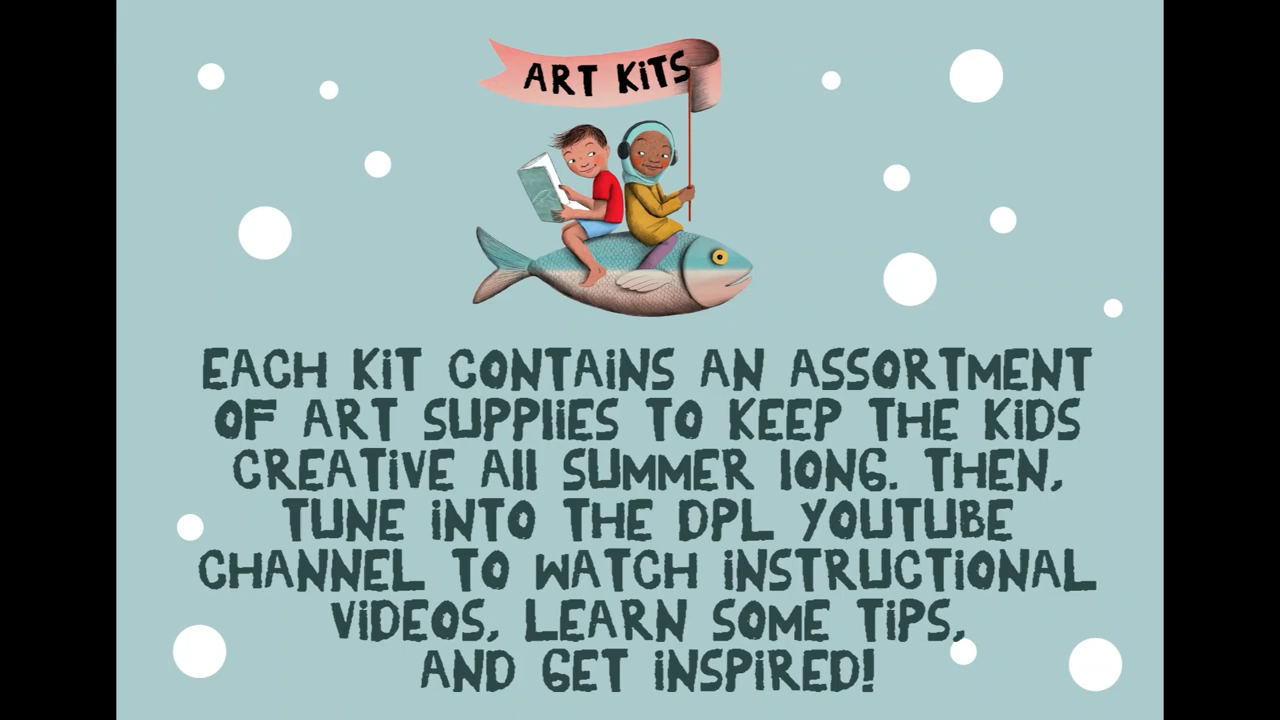 ART KiTS
EACH KiT CONTAiNS AN ASSORTMENT
OF ART SUPPliES TO KEEP THE KiDS
CREATiVE All SUMMER lONG. THEN,
TUNE iNTO THE DPL YOUTUBE
CHANNEL TO WATCH iNSTRUCTiONAL
ViDEOS, LEARN SOME TiPS,
AND GET iNSPiRED!